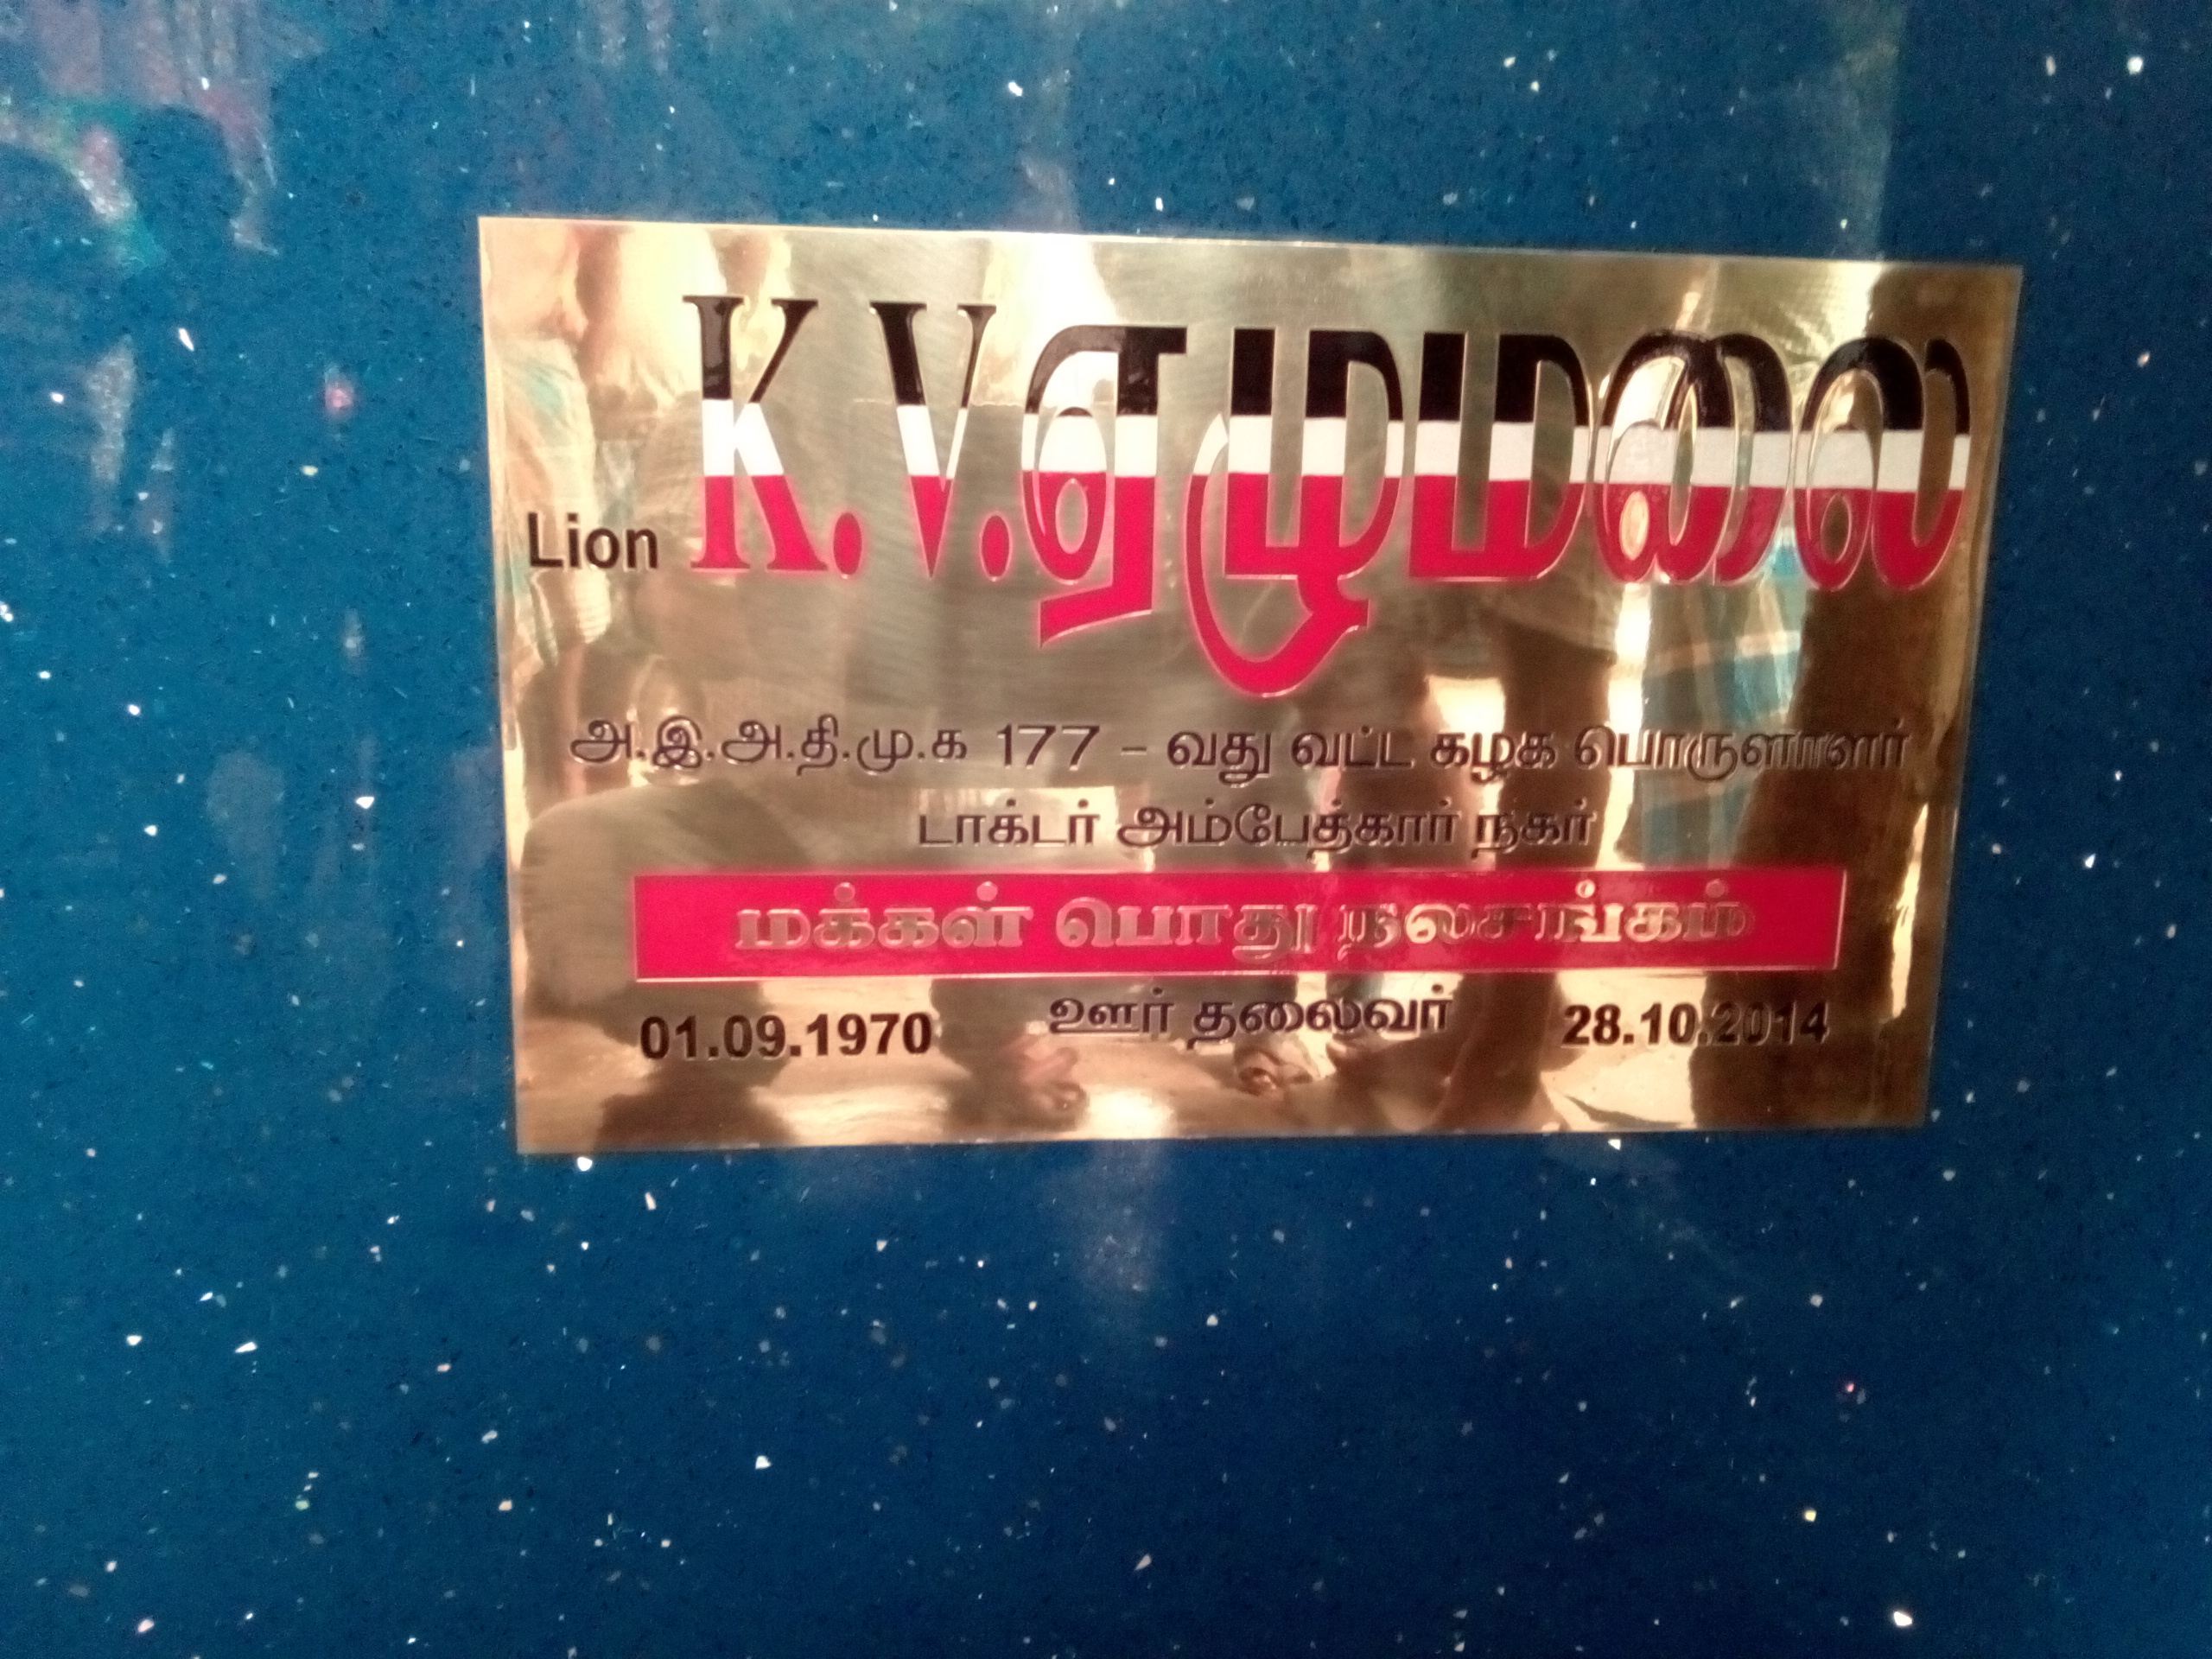 Lion K.V.ஏழுமலை
அ.இ.அ.தி.மு.க 177 - வது வட்ட கழக பொருளாளர்
டாக்டர் அம்பேத்கார் நகர்
மக்கள் பொது நலசங்கம்
01.09.1970 ஊர் தலைவர் 28.10.2014